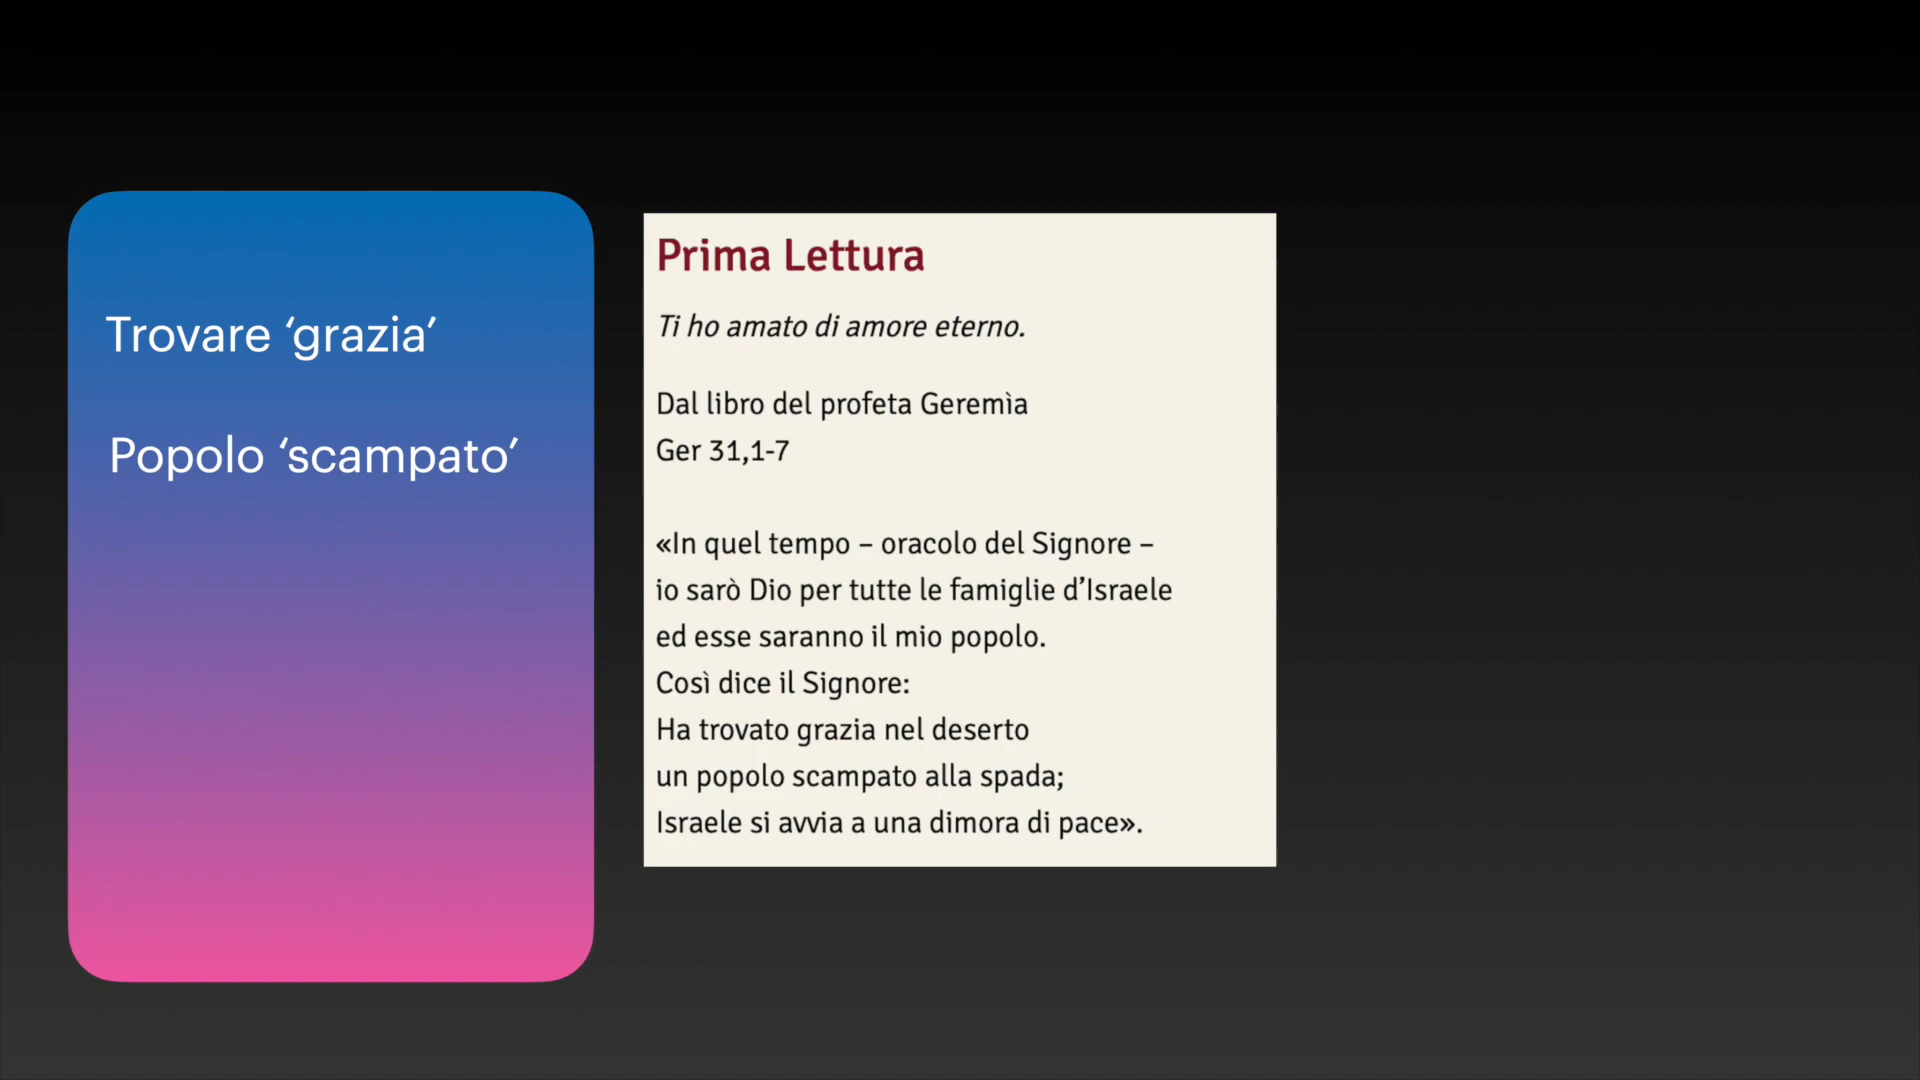 Trovare ‘grazia’
Popolo ‘scampato’
Prima Lettura
Ti ho amato di amore eterno.
Dal libro del profeta Geremìa
Ger 31,1-7
«In quel tempo – oracolo del Signore –
io sarò Dio per tutte le famiglie d’Israele
ed esse saranno il mio popolo.
Così dice il Signore:
Ha trovato grazia nel deserto
un popolo scampato alla spada;
Israele si avvia a una dimora di pace».